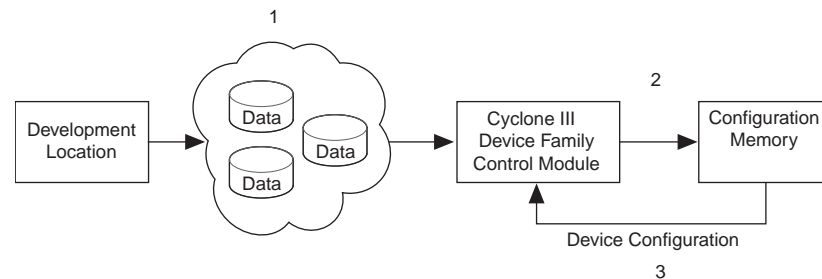 1
Development
Location
Data
Data
Data
Cyclone III
Device Family
Control Module
2
Configuration
Memory
Device Configuration
3